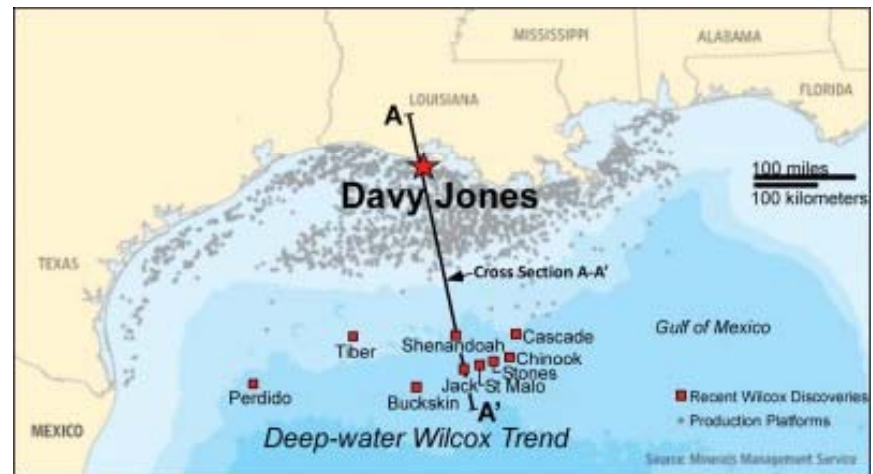 MISSISSIPPI
ALABAMA
FLORIDA
LOUISIANA
A
Davy Jones
100 miles
100 kilometers
TEXAS
Cross Section A-A'
Gulf of Mexico
Shenandoah
Cascade
Tiber
Chinook
Stones
Jack
St Malo
Perdido
Buckskin
A'
Recent Wilcox Discoveries
Production Platforms
MEXICO
Deep-water Wilcox Trend
Source: Minerals Management Service